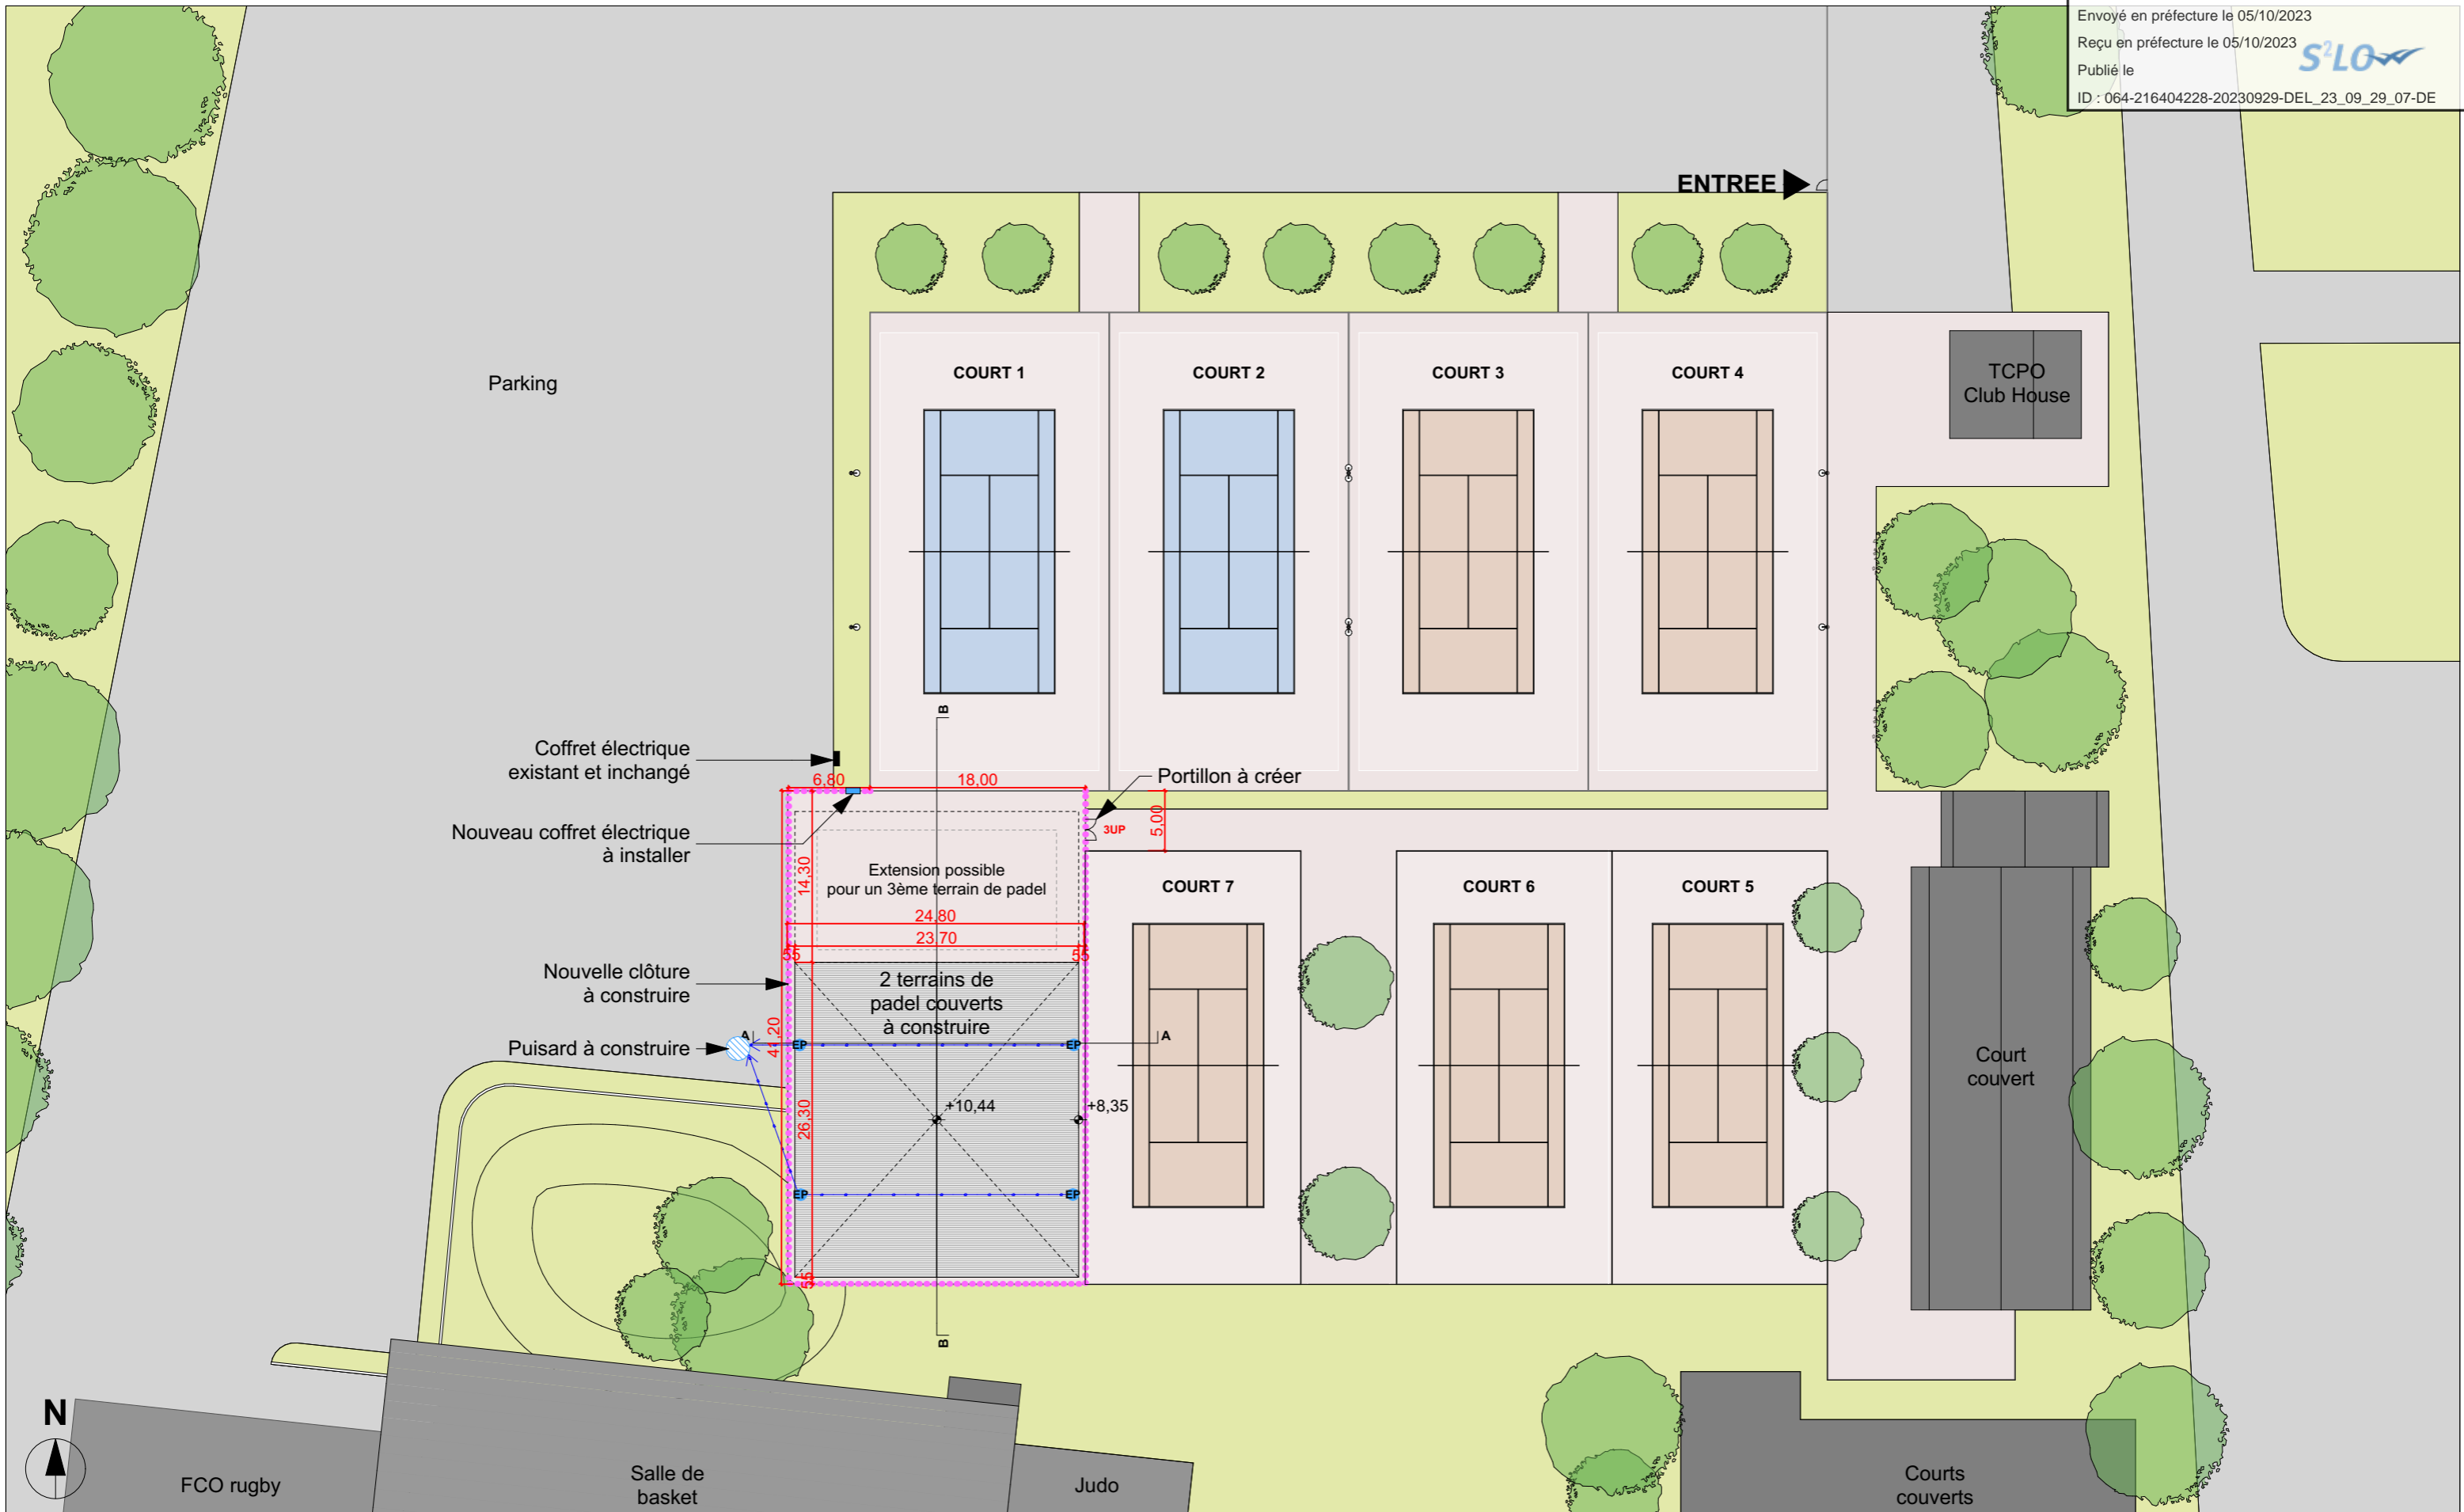 Envoyé en préfecture le 05/10/2023
Reçu en préfecture le 05/10/2023
S²LO
Publié le
ID : 064-216404228-20230929-DEL_23_09_29_07-DE
ENTREE
Parking
COURT 1
COURT 2
COURT 3
COURT 4
TCPO
Club House
B
Coffret électrique
existant et inchangé
6,80
18,00
Portillon à créer
Nouveau coffret électrique
à installer
3UP
5,00
14,30
Extension possible
pour un 3ème terrain de padel
COURT 7
COURT 6
COURT 5
24,80
23,70
55
55
Nouvelle clôture
à construire
2 terrains de
padel couverts
à construire
41,20
Puisard à construire
A
EP
EP
A
Court
couvert
26,30
+10,44
+8,35
EP
EP
55
B
N
FCO rugby
Salle de
basket
Judo
Courts
couverts